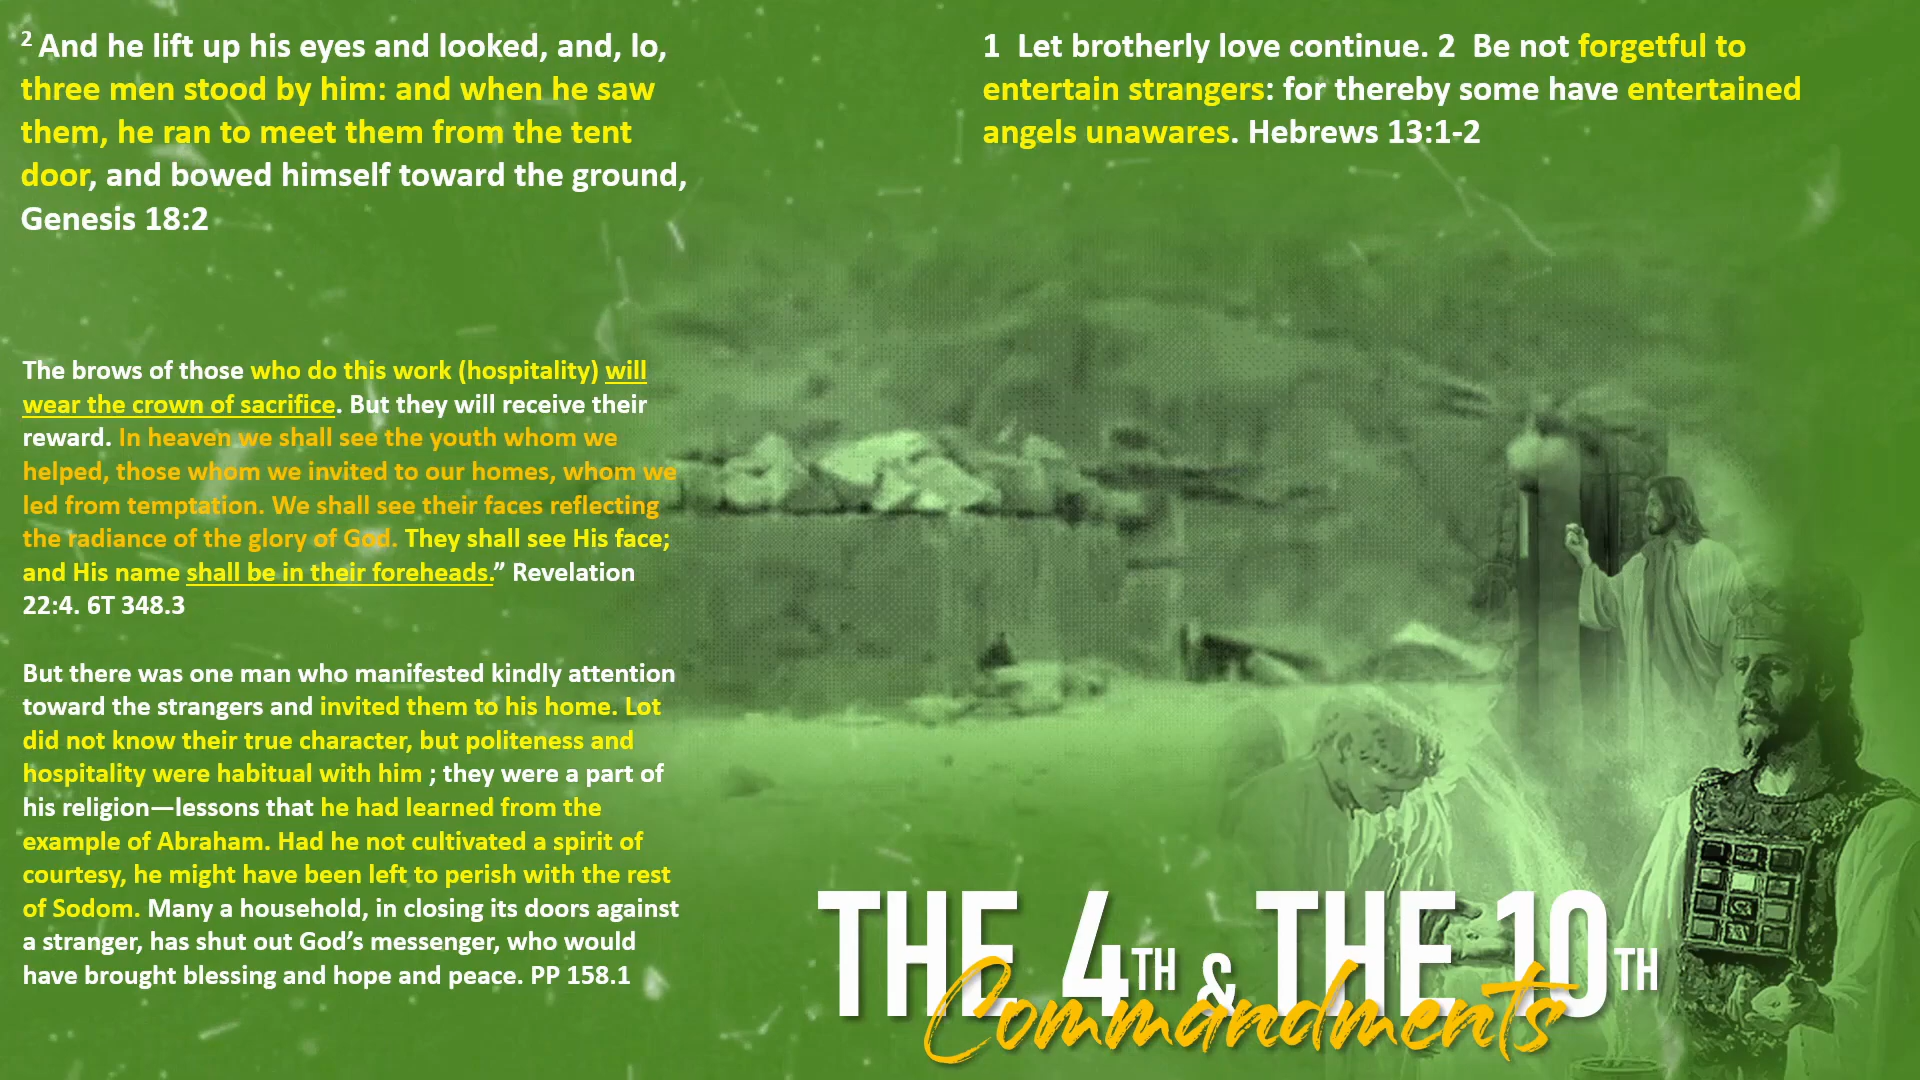 2 And he lift up his eyes and looked, and, lo,
three men stood by him: and when he saw
them, he ran to meet them from the tent
door, and bowed himself toward the ground,
Genesis 18:2
1 Let brotherly love continue. 2 Be not forgetful to
entertain strangers: for thereby some have entertained
angels unawares. Hebrews 13:1-2
The brows of those who do this work (hospitality) will
wear the crown of sacrifice. But they will receive their
reward. In heaven we shall see the youth whom we
helped, those whom we invited to our homes, whom we
led from temptation. We shall see their faces reflecting
the radiance of the glory of God. They shall see His face;
and His name shall be in their foreheads.” Revelation
22:4. 6T 348.3
But there was one man who manifested kindly attention
toward the strangers and invited them to his home. Lot
did not know their true character, but politeness and
hospitality were habitual with him ; they were a part of
his religion—lessons that he had learned from the
example of Abraham. Had he not cultivated a spirit of
courtesy, he might have been left to perish with the rest
of Sodom. Many a household, in closing its doors against
a stranger, has shut out God’s messenger, who would
have brought blessing and hope and peace. PP 158.1
THE 4TH & THE 10TH
Commandments